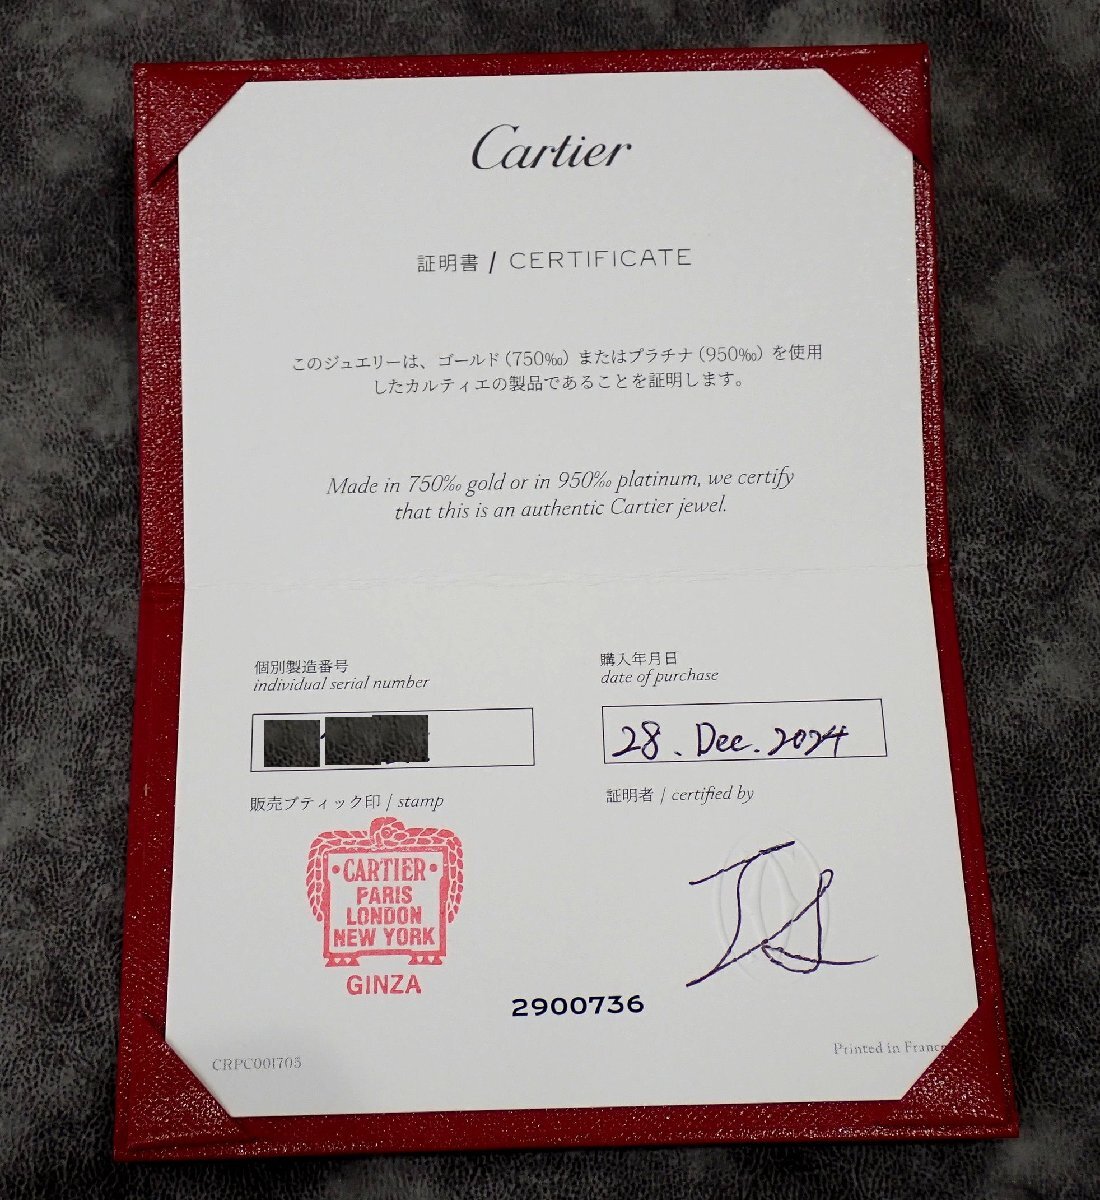 Cartier
証明書 / CERTIFICATE
このジュエリーは、ゴールド(750‰)またはプラチナ(950‰)を使用
したカルティエの製品であることを証明します。
Made in 750‰ gold or in 950‰ platinum, we certify
that this is an authentic Cartier jewel.
個別製造番号
individual serial number
購入年月日
date of purchase
28. Dec. 2024
販売ブティック印 / stamp
証明者 / certified by
•CARTIER•
PARIS
LONDON
NEW YORK
GINZA
2900736
CRPC001705
Printed in France